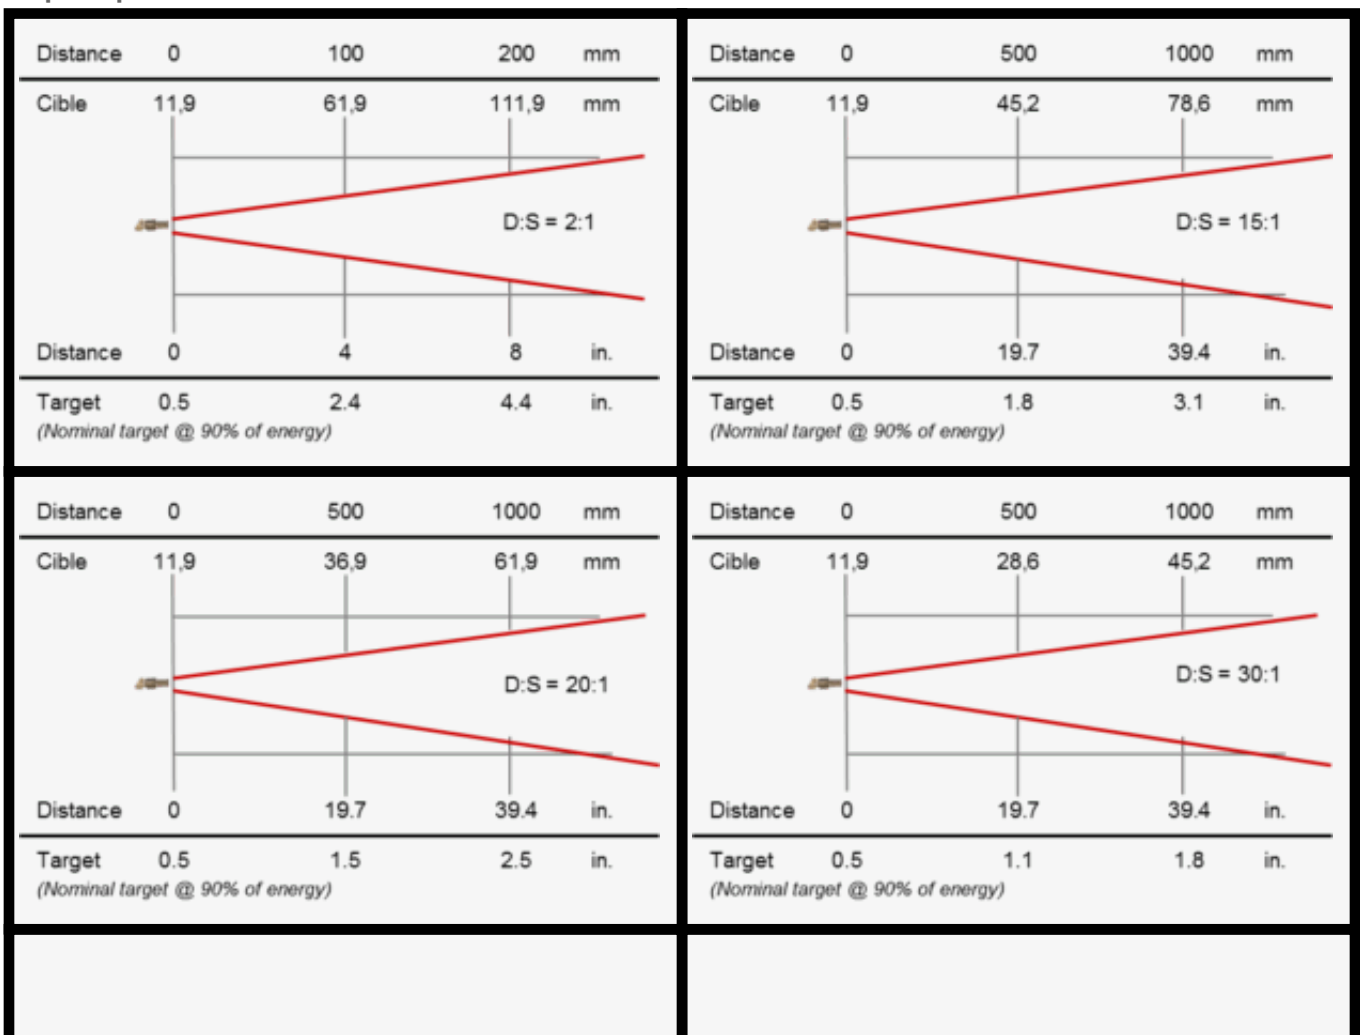 Distance 0 100 200 mm
Cible 11,9 61,9 111,9 mm
D:S = 2:1
Distance 0 4 8 in.
Target 0.5 2.4 4.4 in.
(Nominal target @ 90% of energy)
Distance 0 500 1000 mm
Cible 11,9 45,2 78,6 mm
D:S = 15:1
Distance 0 19.7 39.4 in.
Target 0.5 1.8 3.1 in.
(Nominal target @ 90% of energy)
Distance 0 500 1000 mm
Cible 11,9 36,9 61,9 mm
D:S = 20:1
Distance 0 19.7 39.4 in.
Target 0.5 1.5 2.5 in.
(Nominal target @ 90% of energy)
Distance 0 500 1000 mm
Cible 11,9 28,6 45,2 mm
D:S = 30:1
Distance 0 19.7 39.4 in.
Target 0.5 1.1 1.8 in.
(Nominal target @ 90% of energy)